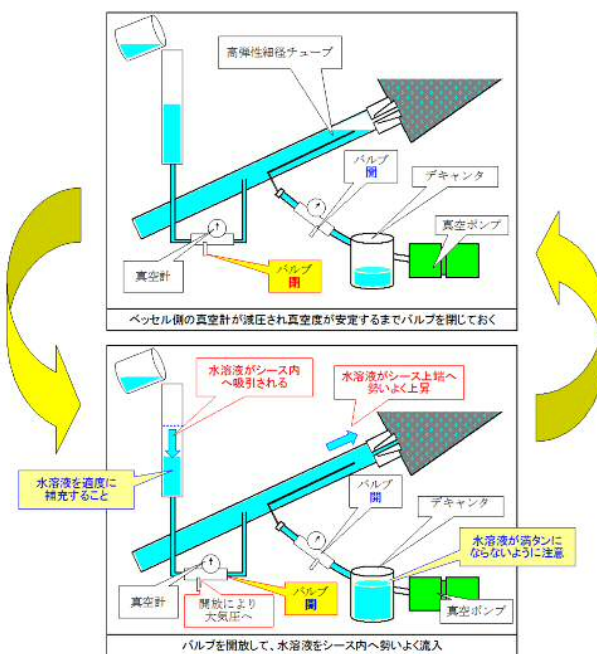 高弾性細径チューブ
バルブ
開
デキャンタ
真空ポンプ
真空計
バルブ
閉
ベッセル側の真空計が減圧され真空度が安定するまでバルブを閉じておく
水溶液がシース内
へ吸引される
水溶液がシース上端へ
勢いよく上昇
水溶液を適度に
補充すること
バルブ
開
デキャンタ
水溶液が満タンに
ならないように注意
真空計
開放により
大気圧へ
バルブ
開
真空ポンプ
バルブを開放して、水溶液をシース内へ勢いよく流入